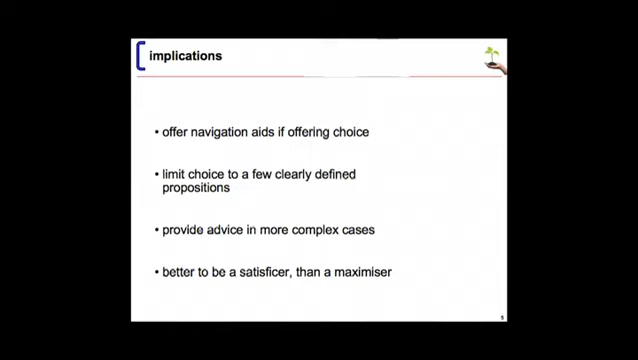 implications
• offer navigation aids if offering choice
• limit choice to a few clearly defined
propositions
• provide advice in more complex cases
• better to be a satisficer, than a maximiser
5